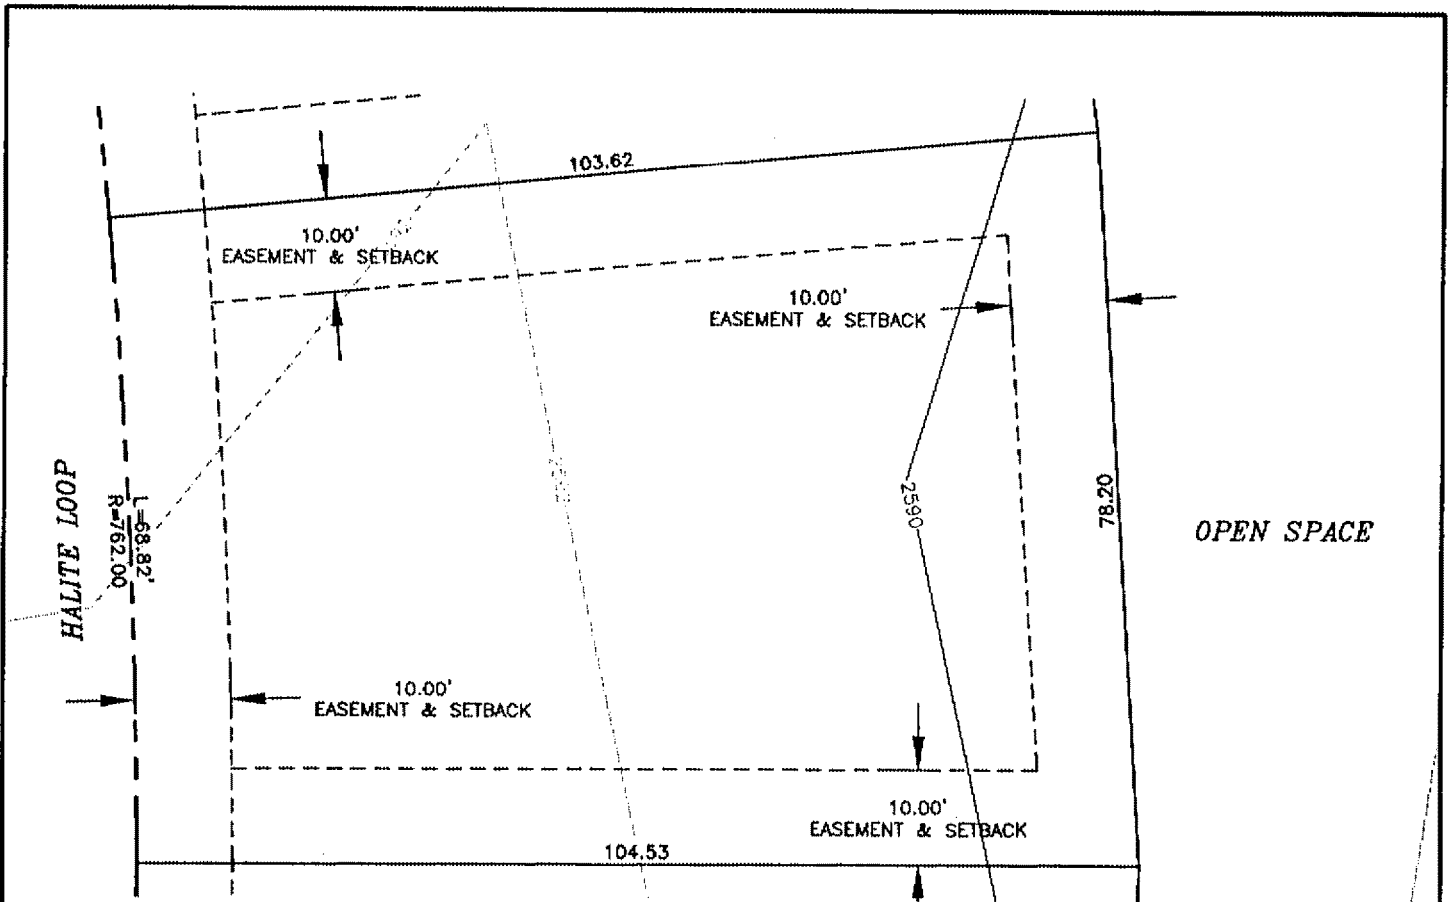 103.62
10.00'
EASEMENT & SETBACK
10.00'
EASEMENT & SETBACK
HALITE LOOP
L=68.82'
R=762.00
2590
78.20
OPEN SPACE
10.00'
EASEMENT & SETBACK
10.00'
EASEMENT & SETBACK
104.53